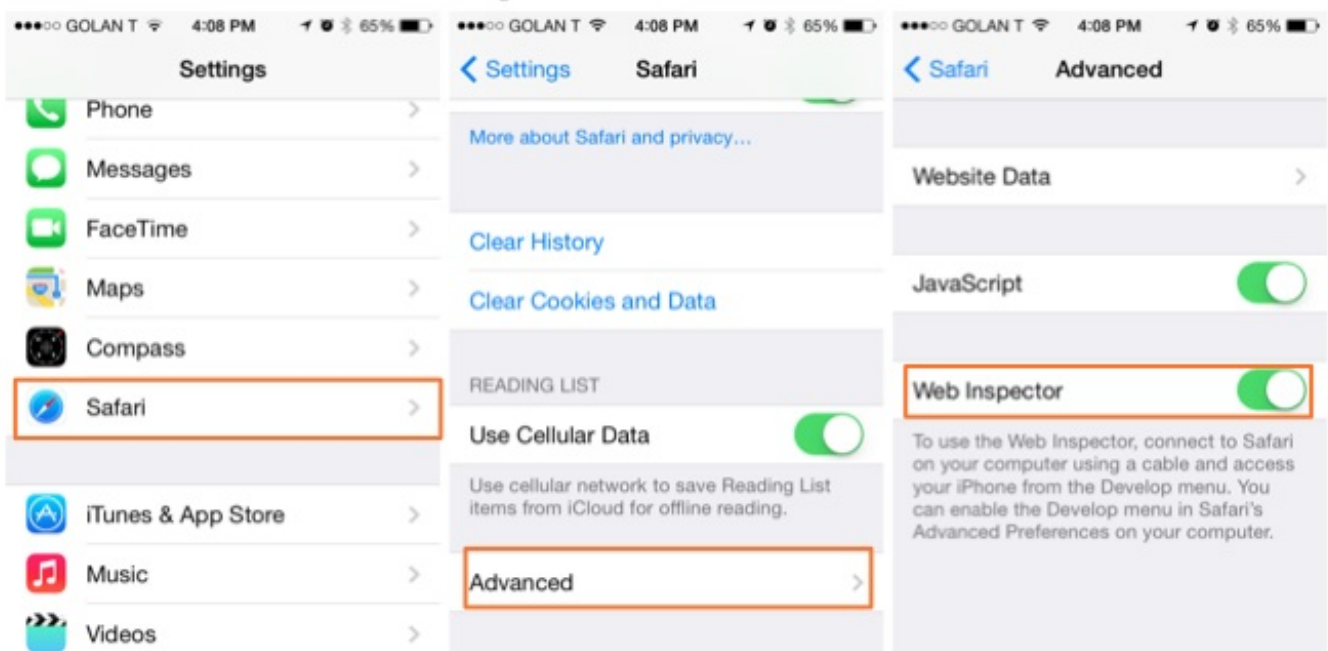 GOLAN T 4:08 PM 65%
Settings
Phone
Messages
FaceTime
Maps
Compass
Safari
iTunes & App Store
Music
Videos
GOLAN T 4:08 PM 65%
Settings Safari
More about Safari and privacy...
Clear History
Clear Cookies and Data
READING LIST
Use Cellular Data
Use cellular network to save Reading List
items from iCloud for offline reading.
Advanced
GOLAN T 4:08 PM 65%
Safari Advanced
Website Data
JavaScript
Web Inspector
To use the Web Inspector, connect to Safari
on your computer using a cable and access
your iPhone from the Develop menu. You
can enable the Develop menu in Safari's
Advanced Preferences on your computer.